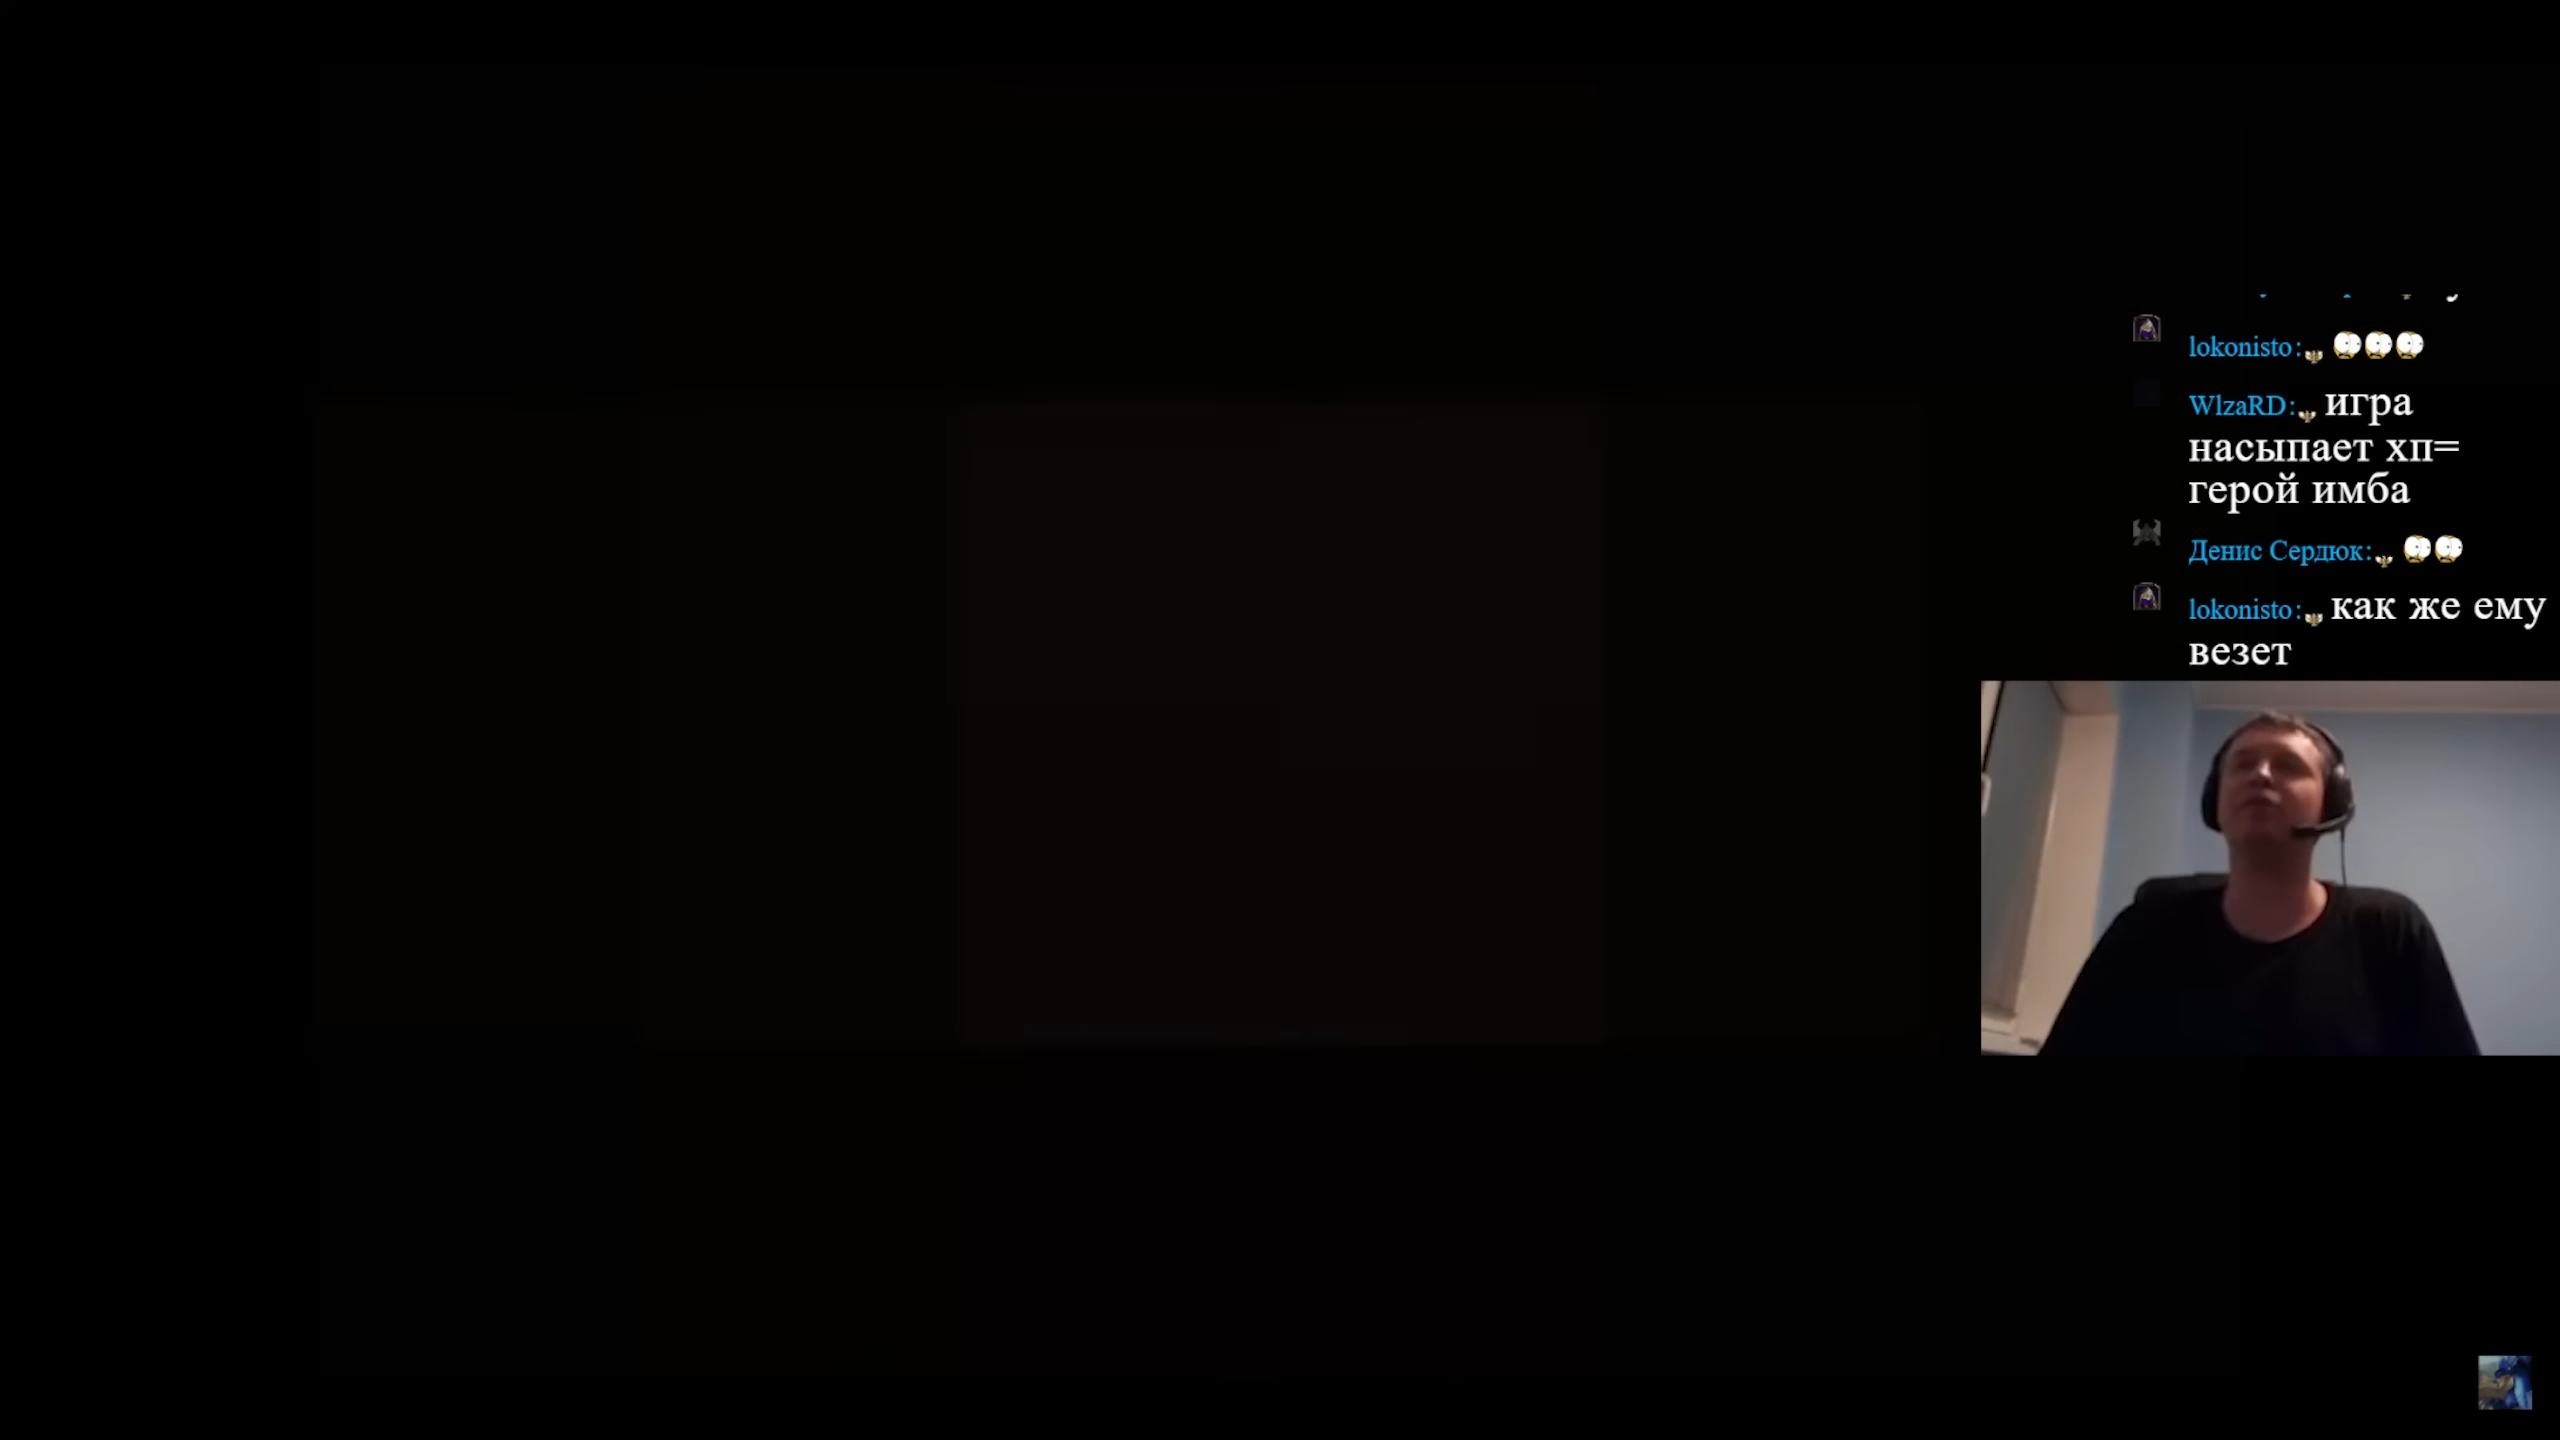 lokonisto:
WlzaRD: игра
насыпает хп=
герой имба
Денис Сердюк:
lokonisto: как же ему
везет